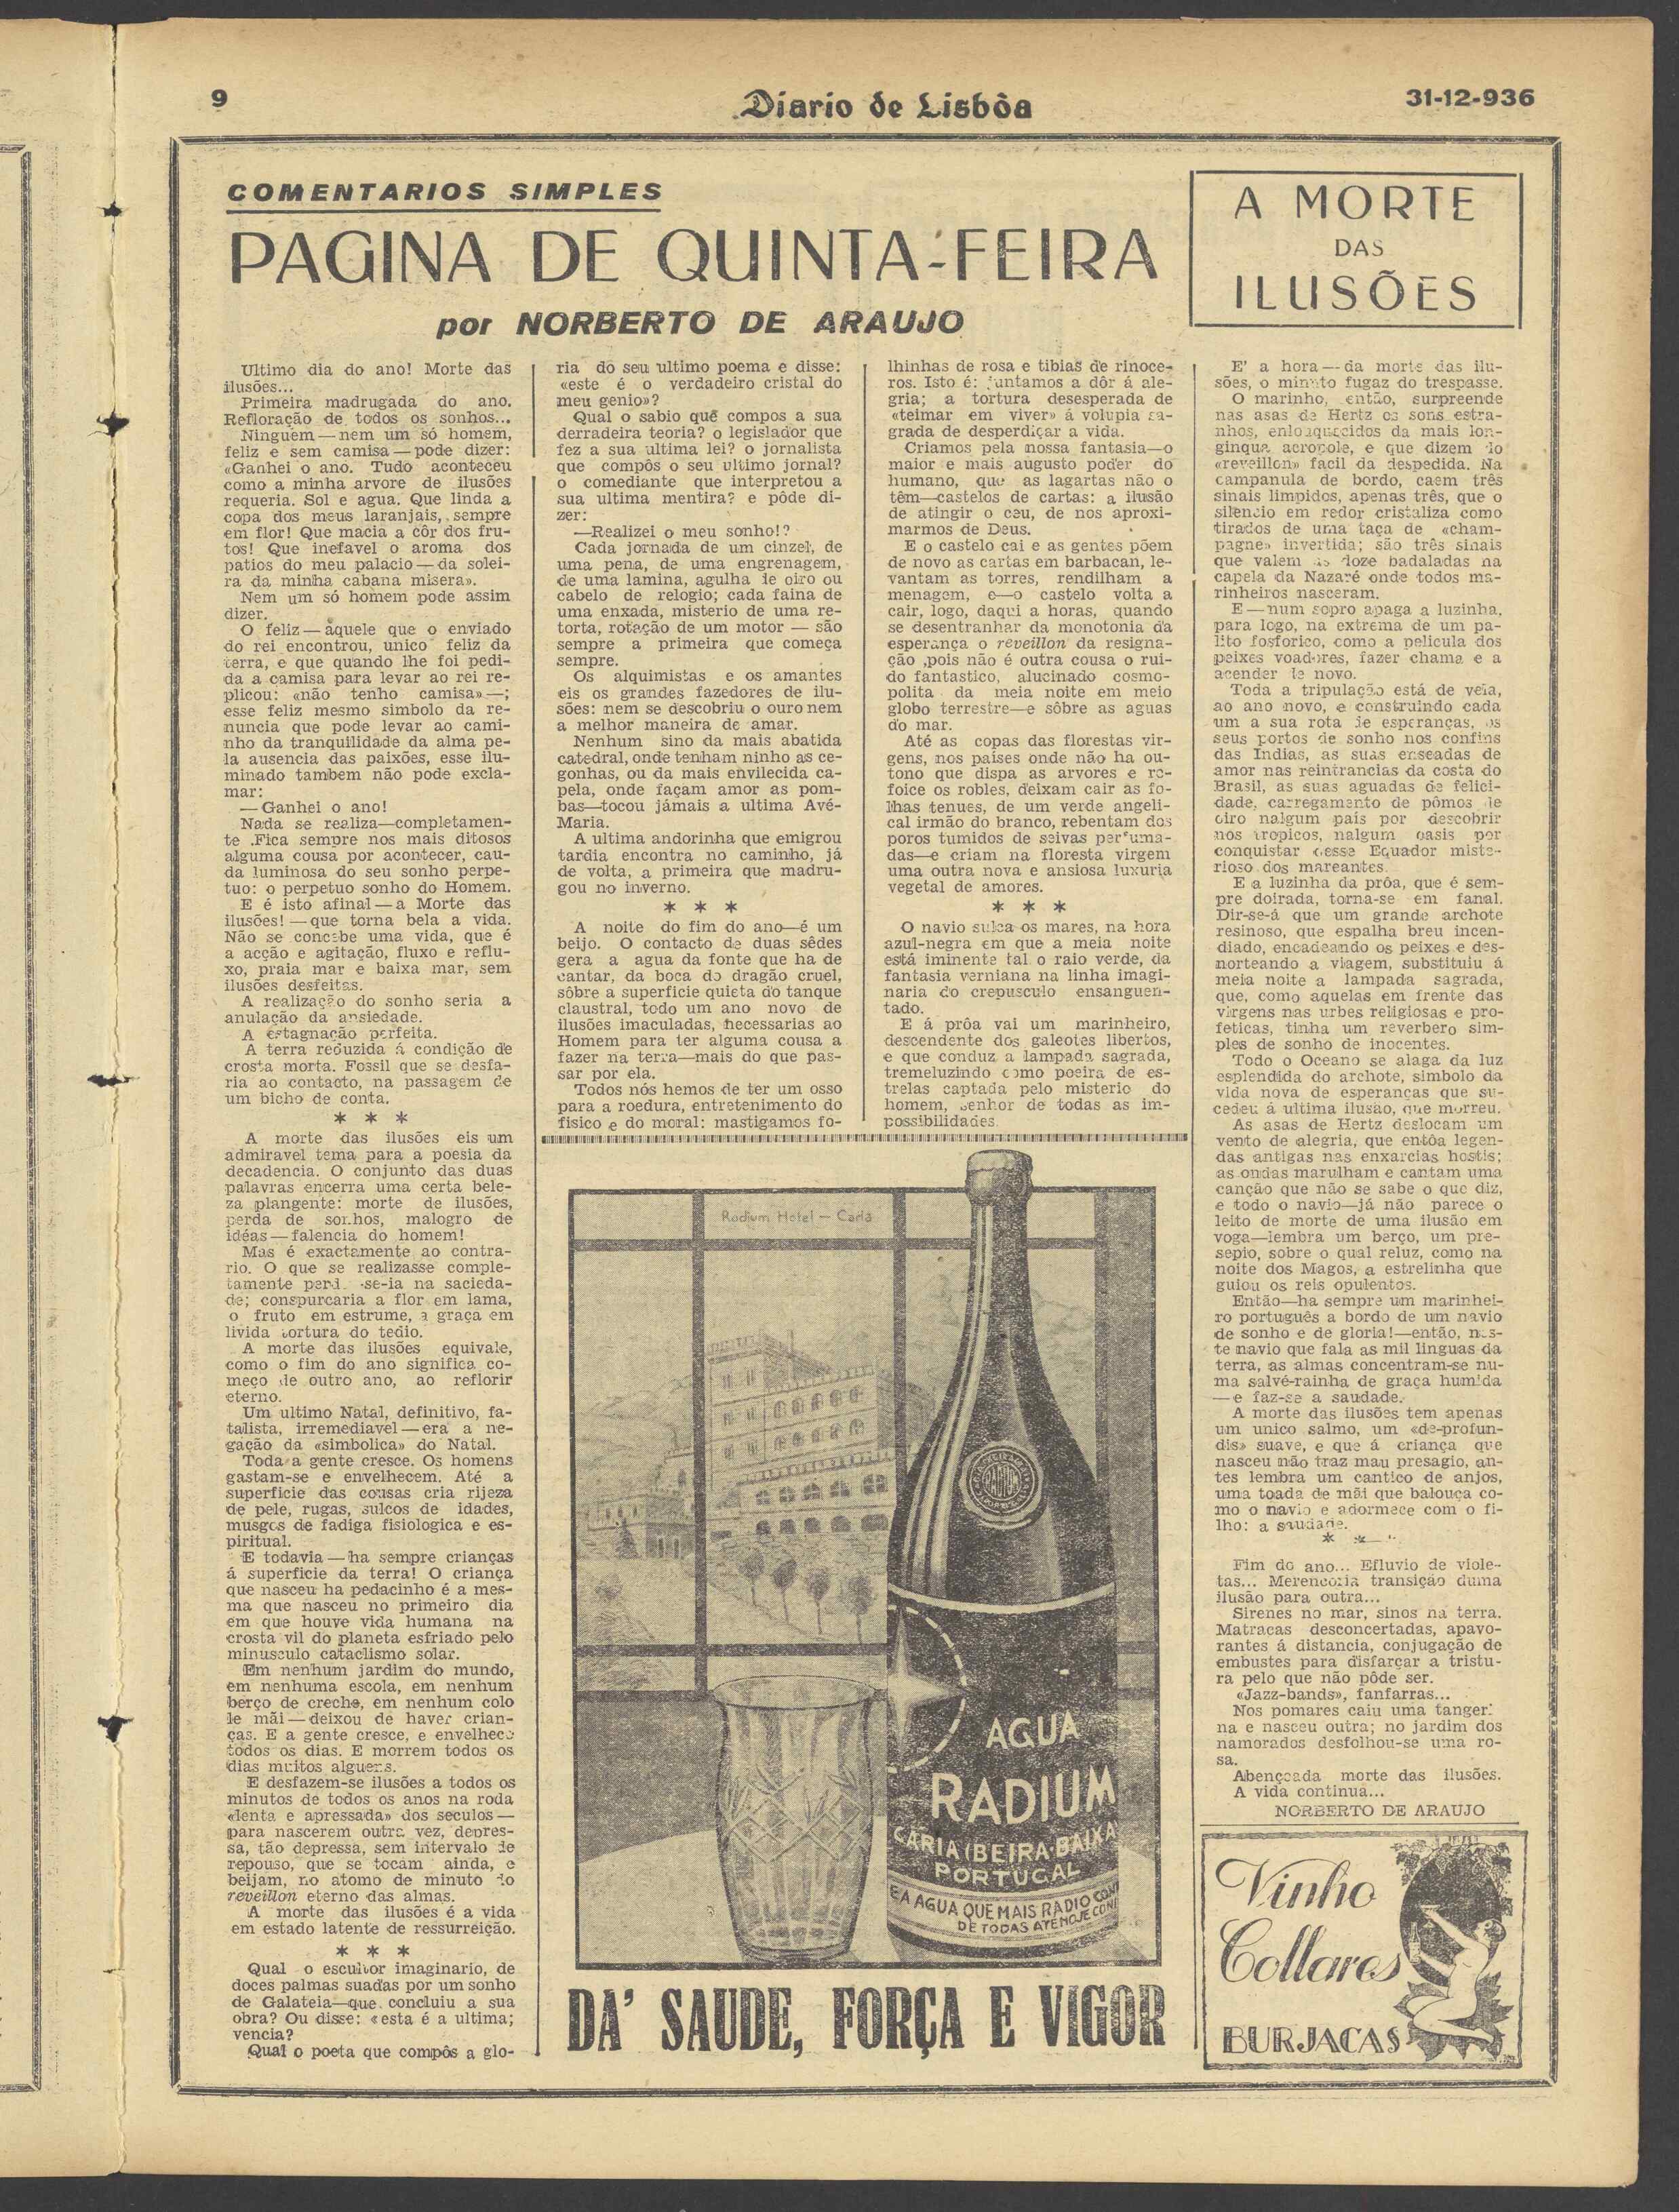 9
Diario de Lisbôa
31-12-936
COMENTARIOS SIMPLES
PAGINA DE QUINTA-FEIRA
por NORBERTO DE ARAUJO
A MORTE
DAS
ILUSÕES
Ultimo dia do ano! Morte das
ilusões...
Primeira madrugada do ano.
Refloração de todos os sonhos...
Ninguem—nem um só homem,
feliz e sem camisa—pode dizer:
«Ganhei o ano. Tudo aconteceu
como a minha arvore de ilusões
requeria. Sol e agua. Que linda a
copa dos meus laranjais, sempre
em flor! Que macia a côr dos fru-
tos! Que inefavel o aroma dos
patios do meu palacio—da solei-
ra da minha cabana misera».
Nem um só homem pode assim
dizer.
O feliz—àquele que o enviado
do rei encontrou, unico feliz da
terra, e que quando lhe foi pedi-
da a camisa para levar ao rei re-
plicou: «não tenho camisa»—;
esse feliz mesmo simbolo da re-
nuncia que pode levar ao cami-
nho da tranquilidade da alma pe-
la ausencia das paixões, esse ilu-
minado tambem não pode excla-
mar:
—Ganhei o ano!
Nada se realiza—completamen-
te .Fica sempre nos mais ditosos
alguma cousa por acontecer, cau-
da luminosa do seu sonho perpe-
tuo: o perpetuo sonho do Homem.
E é isto afinal—a Morte das
ilusões!—que torna bela a vida.
Não se concebe uma vida, que é
a acção e agitação, fluxo e reflu-
xo, praia mar e baixa mar, sem
ilusões desfeitas.
A realização do sonho seria a
anulação da ansiedade.
A estagnação perfeita.
A terra reduzida á condição de
crosta morta. Fossil que se desfa-
ria ao contacto, na passagem de
um bicho de conta.
* * *
A morte das ilusões eis um
admiravel tema para a poesia da
decadencia. O conjunto das duas
palavras encerra uma certa bele-
za plangente: morte de ilusões,
perda de sonhos, malogro de
idéas—falencia do homem!
Mas é exactamente ao contra-
rio. O que se realizasse comple-
tamente perd -se-ia na sacieda-
de; conspurcaria a flor em lama,
o fruto em estrume, a graça em
livida tortura do tedio.
A morte das ilusões equivale,
como o fim do ano significa co-
meço de outro ano, ao reflorir
eterno.
Um ultimo Natal, definitivo, fa-
talista, irremediavel—era a ne-
gação da «simbolica» do Natal.
Toda a gente cresce. Os homens
gastam-se e envelhecem. Até a
superficie das cousas cria rijeza
de pele, rugas, sulcos de idades,
musgos de fadiga fisiologica e es-
piritual.
E todavia—ha sempre crianças
á superficie da terra! O criança
que nasceu ha pedacinho é a mes-
ma que nasceu no primeiro dia
em que houve vida humana na
crosta vil do planeta esfriado pelo
minusculo cataclismo solar.
Em nenhum jardim do mundo,
em nenhuma escola, em nenhum
berço de creche, em nenhum colo
de mãi—deixou de haver crian-
ças. E a gente cresce, e envelhece
todos os dias. E morrem todos os
dias muitos alguens.
E desfazem-se ilusões a todos os
minutos de todos os anos na roda
«lenta e apressada» dos seculos—
para nascerem outra vez, depres-
sa, tão depressa, sem intervalo de
repouso, que se tocam ainda, e
beijam, no atomo de minuto do
reveillon eterno das almas.
A morte das ilusões é a vida
em estado latente de ressurreição.
* * *
Qual o escultor imaginario, de
doces palmas suadas por um sonho
de Galateia—que concluiu a sua
obra? Ou disse: «esta é a ultima;
vencia?
Qual o poeta que compôs a glo-
ria do seu ultimo poema e disse:
«este é o verdadeiro cristal do
meu genio»?
Qual o sabio que compos a sua
derradeira teoria? o legislador que
fez a sua ultima lei? o jornalista
que compôs o seu ultimo jornal?
o comediante que interpretou a
sua ultima mentira? e pôde di-
zer:
—Realizei o meu sonho!?
Cada jornada de um cinzel, de
uma pena, de uma engrenagem,
de uma lamina, agulha de oiro ou
cabelo de relogio; cada faina de
uma enxada, misterio de uma re-
torta, rotação de um motor — são
sempre a primeira que começa
sempre.
Os alquimistas e os amantes
eis os grandes fazedores de ilu-
sões: nem se descobriu o ouro nem
a melhor maneira de amar.
Nenhum sino da mais abatida
catedral, onde tenham ninho as ce-
gonhas, ou da mais envilecida ca-
pela, onde façam amor as pom-
bas—tocou jámais a ultima Avé-
Maria.
A ultima andorinha que emigrou
tardia encontra no caminho, já
de volta, a primeira que madru-
gou no inverno.
* * *
A noite do fim do ano—é um
beijo. O contacto de duas sêdes
gera a agua da fonte que ha de
cantar, da boca do dragão cruel,
sôbre a superficie quieta do tanque
claustral, todo um ano novo de
ilusões imaculadas, necessarias ao
Homem para ter alguma cousa a
fazer na terra—mais do que pas-
sar por ela.
Todos nós hemos de ter um osso
para a roedura, entretenimento do
fisico e do moral: mastigamos fo-
lhinhas de rosa e tibias de rinoce-
ros. Isto é: juntamos a dôr á ale-
gria; a tortura desesperada de
«teimar em viver» á volupia sa-
grada de desperdiçar a vida.
Criamos pela nossa fantasia—o
maior e mais augusto poder do
humano, que as lagartas não o
têm—castelos de cartas: a ilusão
de atingir o ceu, de nos aproxi-
marmos de Deus.
E o castelo cai e as gentes põem
de novo as cartas em barbacan, le-
vantam as torres, rendilham a
menagem, e—o castelo volta a
cair, logo, daqui a horas, quando
se desentranhar da monotonia da
esperança o reveillon da resigna-
ção ,pois não é outra cousa o rui-
do fantastico, alucinado cosmo-
polita da meia noite em meio
globo terrestre—e sôbre as aguas
do mar.
Até as copas das florestas vir-
gens, nos paises onde não ha ou-
tono que dispa as arvores e re-
foice os robles, deixam cair as fo-
lhas tenues, de um verde angeli-
cal irmão do branco, rebentam dos
poros tumidos de seivas perfuma-
das—e criam na floresta virgem
uma outra nova e ansiosa luxuria
vegetal de amores.
* * *
O navio sulca os mares, na hora
azul-negra em que a meia noite
está iminente tal o raio verde, da
fantasia verniana na linha imagi-
naria do crepusculo ensanguen-
tado.
E á prôa vai um marinheiro,
descendente dos galeotes libertos,
e que conduz a lampada sagrada,
tremeluzindo como poeira de es-
trelas captada pelo misterio do
homem, senhor de todas as im-
possibilidades.
E' a hora—da morte das ilu-
sões, o minuto fugaz do trespasse.
O marinho, então, surpreende
nas asas de Hertz os sons estra-
nhos, enloaquecidos da mais lon-
ginqua acropole, e que dizem do
«reveillon» facil da despedida. Na
campanula de bordo, caem três
sinais limpidos, apenas três, que o
silencio em redor cristaliza como
tirados de uma taça de «cham-
pagne» invertida; são três sinais
que valem as doze badaladas na
capela da Nazaré onde todos ma-
rinheiros nasceram.
E—num sopro apaga a luzinha,
para logo, na extrema de um pa-
lito fosforico, como a pelicula dos
peixes voadores, fazer chama e a
acender de novo.
Toda a tripulação está de vela,
ao ano novo, e construindo cada
um a sua rota de esperanças, os
seus portos de sonho nos confins
das Indias, as suas enseadas de
amor nas reintrancias da costa do
Brasil, as suas aguadas de felici-
dade, carregamento de pômos de
oiro nalgum pais por descobrir
nos tropicos, nalgum oasis por
conquistar desse Equador miste-
rioso dos mareantes.
E a luzinha da prôa, que é sem-
pre doirada, torna-se em fanal.
Dir-se-á que um grande archote
resinoso, que espalha breu incen-
diado, encadeando os peixes e des-
norteando a viagem, substituiu á
meia noite a lampada sagrada,
que, como aquelas em frente das
virgens nas urbes religiosas e pro-
feticas, tinha um reverbero sim-
ples de sonho de inocentes.
Todo o Oceano se alaga da luz
esplendida do archote, simbolo da
vida nova de esperanças que su-
cedeu á ultima ilusão, que morreu.
As asas de Hertz deslocam um
vento de alegria, que entôa legen-
das antigas nas enxarcias hostis;
as ondas marulham e cantam uma
canção que não se sabe o que diz,
e todo o navio—já não parece o
leito de morte de uma ilusão em
voga—lembra um berço, um pre-
sepio, sobre o qual reluz, como na
noite dos Magos, a estrelinha que
guiou os reis opulentos.
Então—ha sempre um marinhei-
ro português a bordo de um navio
de sonho e de gloria!—então, nes-
te navio que fala as mil linguas da
terra, as almas concentram-se nu-
ma salvé-rainha de graça humida
—e faz-se a saudade.
A morte das ilusões tem apenas
um unico salmo, um «de-profun-
dis» suave, e que á criança que
nasceu não traz mau presagio, an-
tes lembra um cantico de anjos,
uma toada de mãi que balouça co-
mo o navio e adormece com o fi-
lho: a saudade.
* * *
Fim do ano... Efluvio de viole-
tas... Merencoria transição duma
ilusão para outra...
Sirenes no mar, sinos na terra.
Matracas desconcertadas, apavo-
rantes á distancia, conjugação de
embustes para disfarçar a tristu-
ra pelo que não pôde ser.
«Jazz-bands», fanfarras...
Nos pomares caiu uma tangeri-
na e nasceu outra; no jardim dos
namorados desfolhou-se uma ro-
sa.
Abençoada morte das ilusões.
A vida continua...
NORBERTO DE ARAUJO
Radium Hotel — Caria
AGUA
RADIUM
CARIA (BEIRA-BAIXA
PORTUGAL
E A AGUA QUE MAIS RADIO CONT
DE TODAS ATÉ HOJE CONH
DA' SAUDE, FORÇA E VIGOR
Vinho
Collares
BURJACAS